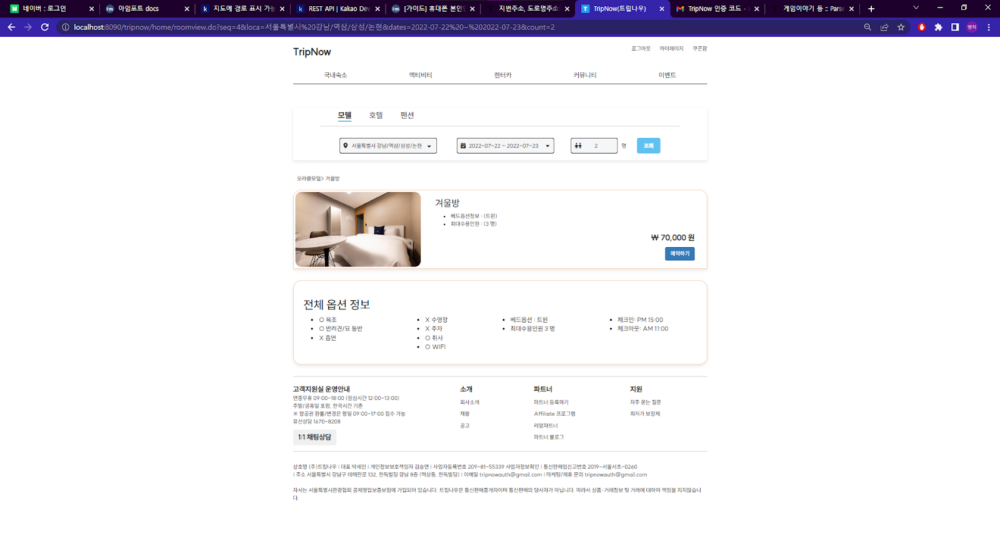 네이버 : 로그인
아임포트 docs
지도에 경로 표시 가능
REST API | Kakao Dev
[가이드] 휴대폰 본인인
지번주소, 도로명주소
TripNow(트립나우)
TripNow 인증 코드 -
게임이야기 등 :: Parse
localhost:8090/tripnow/home/roomview.do?seq=4&loca=서울특별시%20강남/역삼/삼성/논현&dates=2022-07-22%20~%202022-07-23&count=2
병직
TripNow
로그아웃 마이페이지 쿠폰함
국내숙소 액티비티 렌터카 커뮤니티 이벤트
모텔 호텔 팬션
서울특별시 강남/역삼/삼성/논현 2022-07-22 ~ 2022-07-23 2 명 조회
오라클모텔> 겨울방
겨울방
베드옵션정보 : (트윈)
최대수용인원 : (3 명)
₩ 70,000 원
예약하기
전체 옵션 정보
O 욕조
O 반려견/묘 동반
X 흡연
X 수영장
X 주차
O 취사
O WIFI
베드옵션 : 트윈
최대수용인원 3 명
체크인: PM 15:00
체크아웃: AM 11:00
고객지원실 운영안내
연중무휴 09:00-18:00 (점심시간 12:00-13:00)
주말/공휴일 포함, 한국시간 기준
※ 항공권 환불/변경은 평일 09:00-17:00 접수 가능
유선상담 1670-8208
1:1 채팅상담
소개
회사소개
채용
공고
파트너
파트너 등록하기
Affiliate 프로그램
리얼파트너
파트너 블로그
지원
자주 묻는 질문
최저가 보장제
상호명 (주)트립나우 | 대표 박세인 | 개인정보보호책임자 김승연 | 사업자등록번호 209-81-55339 사업자정보확인 | 통신판매업신고번호 2019-서울서초-0260
| 주소 서울특별시 강남구 테헤란로 132, 한독빌딩 강남 8층 (역삼동, 한독빌딩) | 이메일 tripnowauth@gmail.com | 마케팅/제휴 문의 tripnowauth@gmail.com
자사는 서울특별시관광협회 공제영업보증보험에 가입되어 있습니다. 트립나우은 통신판매중개자이며 통신판매의 당사자가 아닙니다. 따라서 상품·거래정보 및 거래에 대하여 책임을 지지않습니
다.